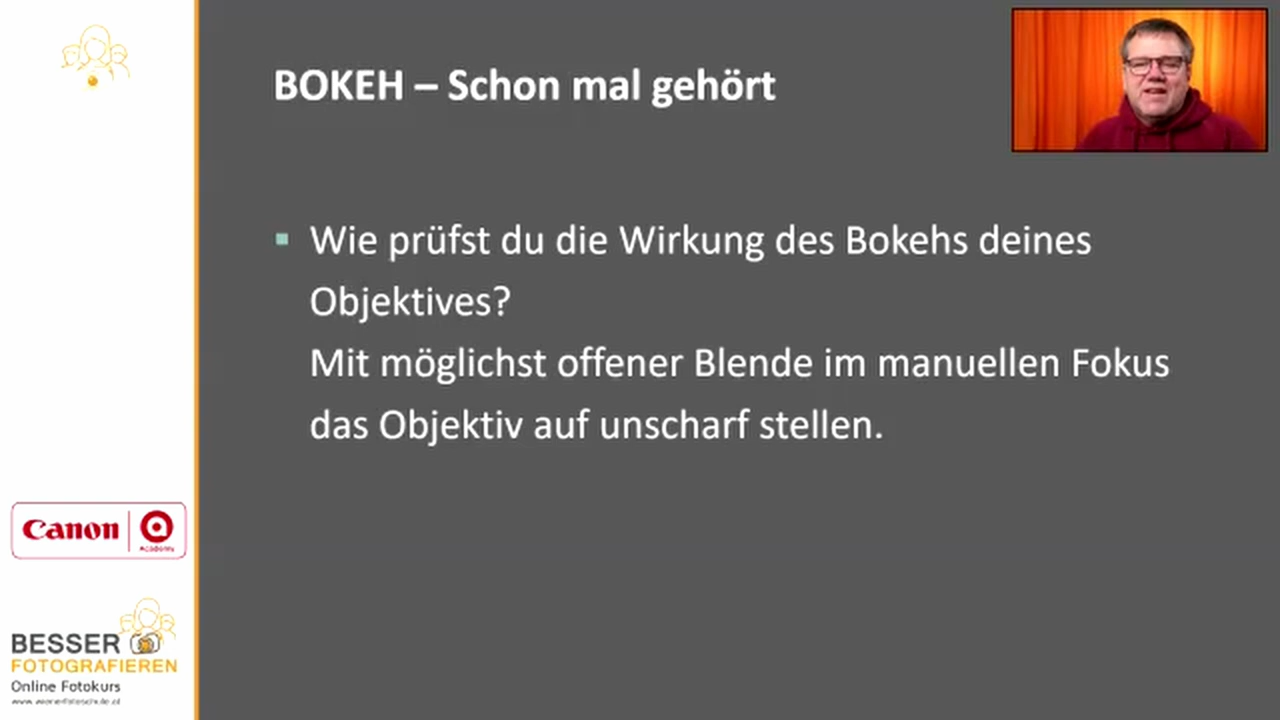 BOKEH – Schon mal gehört
▪ Wie prüfst du die Wirkung des Bokehs deines
Objektives?
Mit möglichst offener Blende im manuellen Fokus
das Objektiv auf unscharf stellen.
Canon
Academy
BESSER
FOTOGRAFIEREN
Online Fotokurs